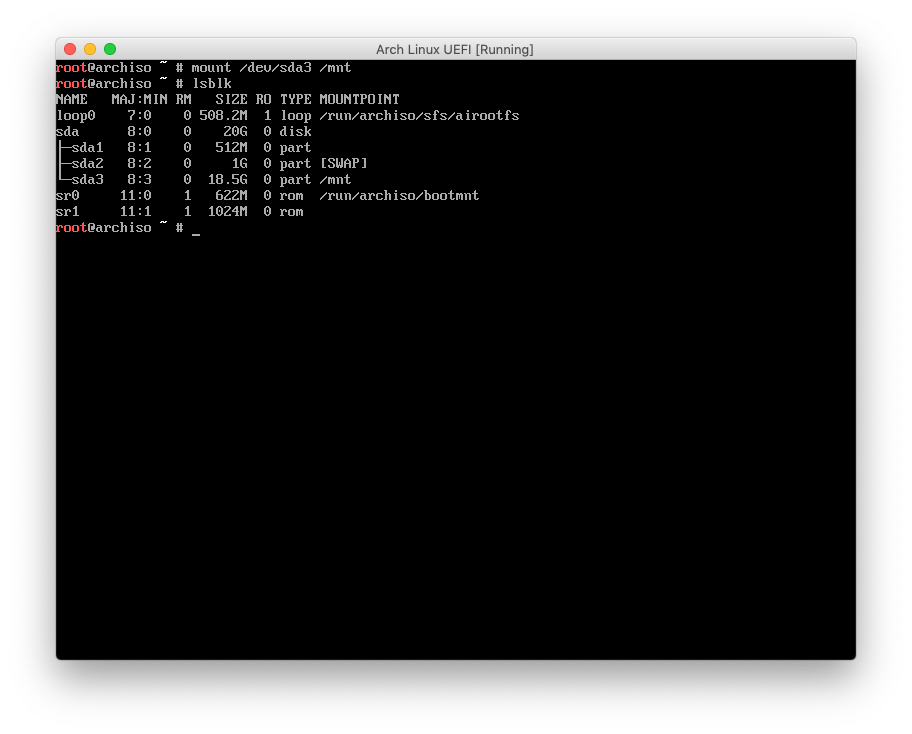 Arch Linux UEFI [Running]
root@archiso ~ # mount /dev/sda3 /mnt
root@archiso ~ # lsblk
NAME   MAJ:MIN RM   SIZE RO TYPE MOUNTPOINT
loop0    7:0    0 508.2M  1 loop /run/archiso/sfs/airootfs
sda      8:0    0    20G  0 disk
├─sda1   8:1    0   512M  0 part
├─sda2   8:2    0     1G  0 part [SWAP]
└─sda3   8:3    0  18.5G  0 part /mnt
sr0     11:0    1   622M  0 rom  /run/archiso/bootmnt
sr1     11:1    1  1024M  0 rom
root@archiso ~ # _